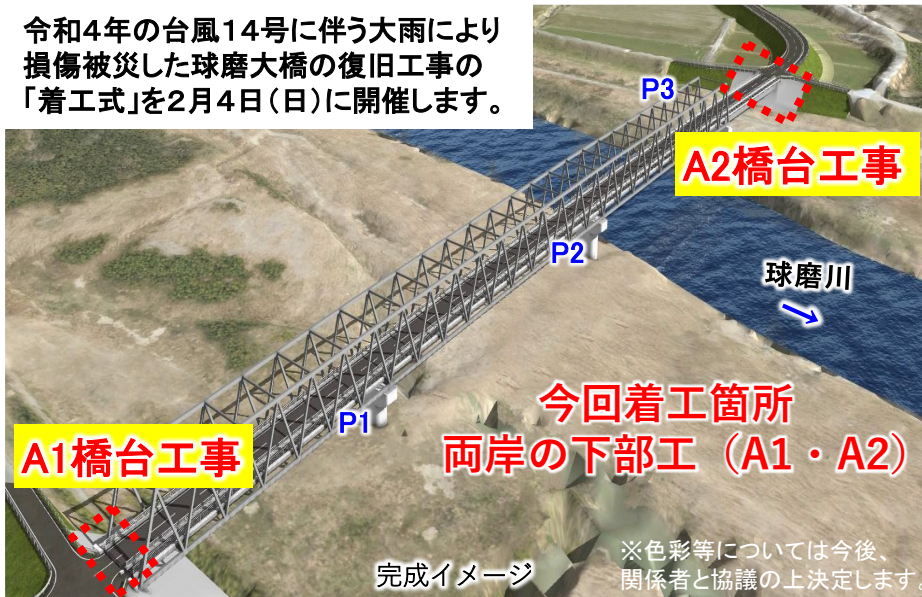 令和４年の台風１４号に伴う大雨により
損傷被災した球磨大橋の復旧工事の
「着工式」を２月４日（日）に開催します。
P3
A2橋台工事
P2
球磨川
P1
今回着工箇所
両岸の下部工（A1・A2）
A1橋台工事
完成イメージ
※色彩等については今後、
関係者と協議の上決定します